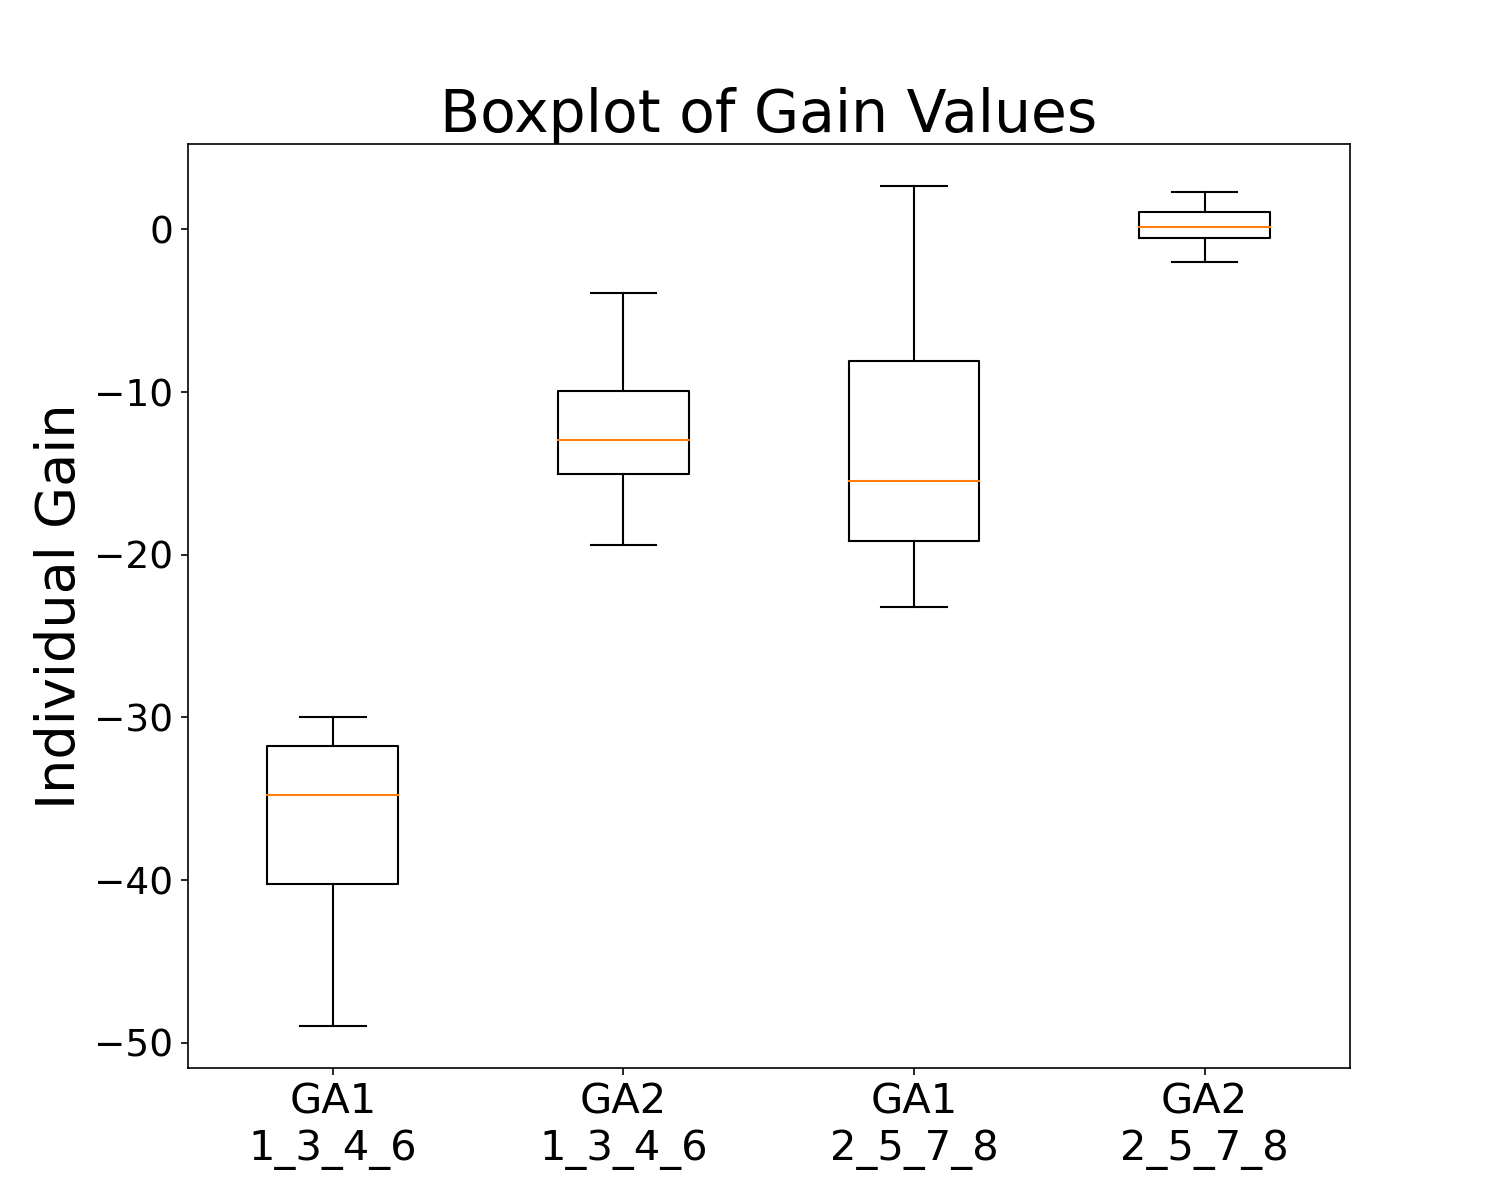 Boxplot of Gain Values
Individual Gain
0
−10
−20
−30
−40
−50
GA1
1_3_4_6
GA2
1_3_4_6
GA1
2_5_7_8
GA2
2_5_7_8